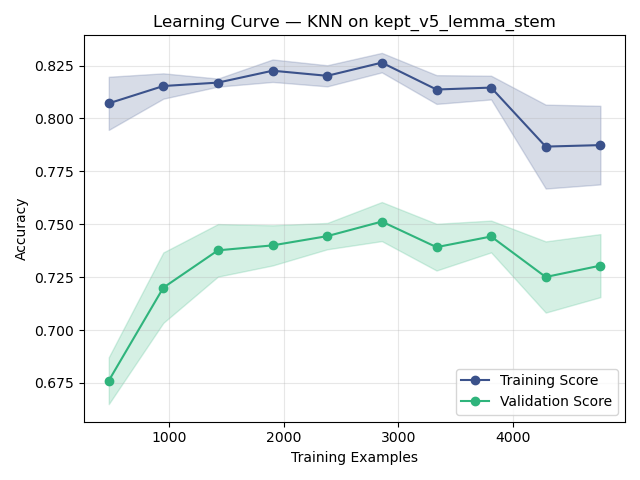 Learning Curve — KNN on kept_v5_lemma_stem
0.825
0.800
0.775
0.750
0.725
0.700
0.675
Accuracy
1000 2000 3000 4000
Training Examples
Training Score
Validation Score